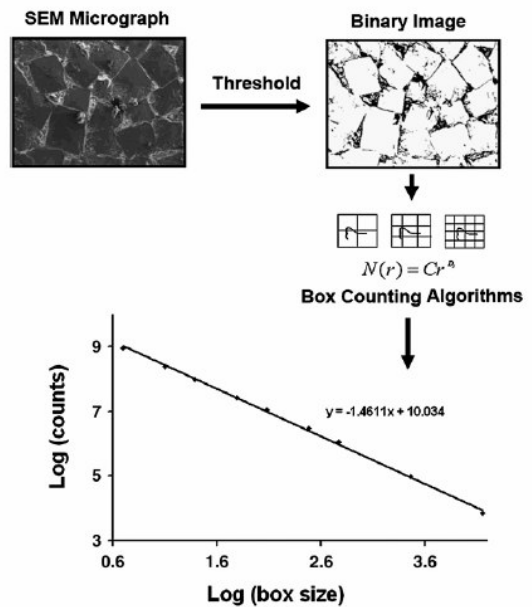 SEM Micrograph
Binary Image
Threshold
N(r) = Cr^{D_i}
Box Counting Algorithms
y = -1.4611x + 10.034
Log (counts)
9
7
5
3
0.6 1.6 2.6 3.6
Log (box size)